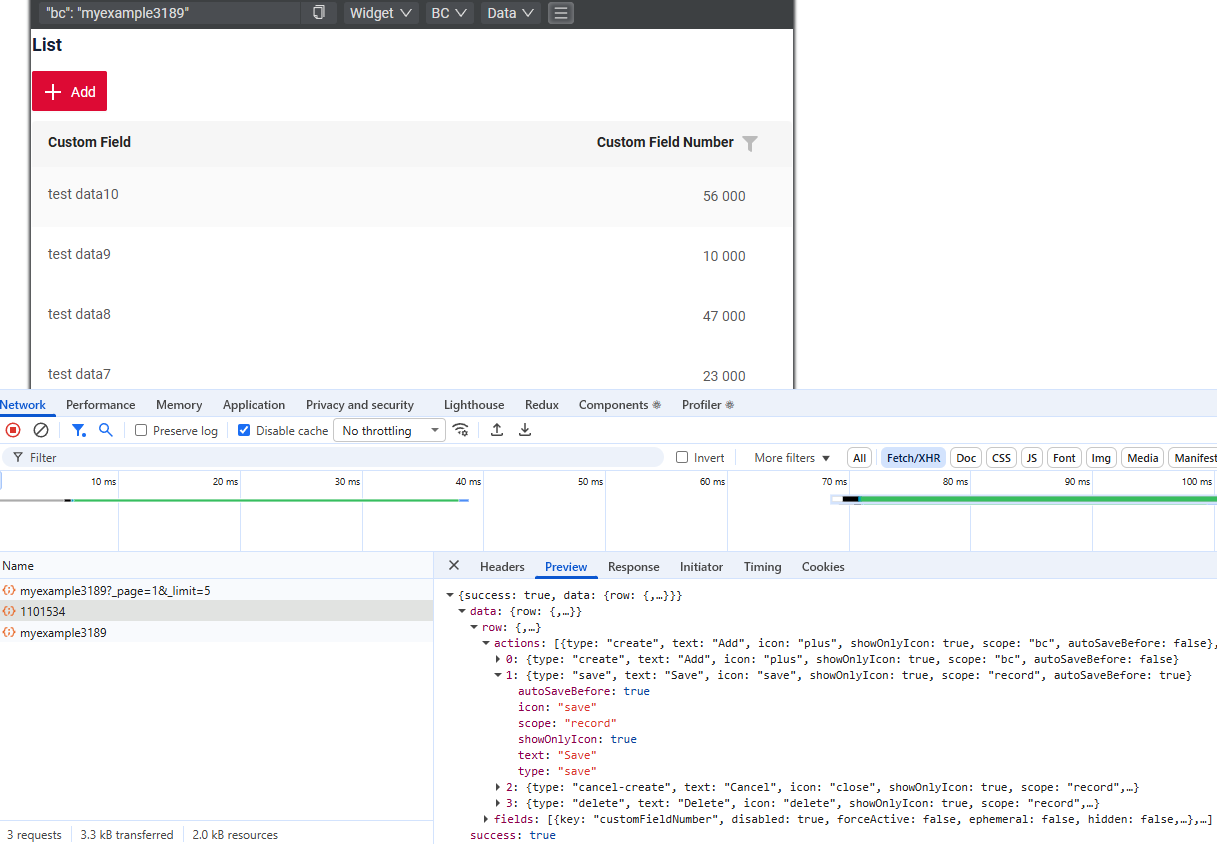 "bc": "myexample3189" Widget BC Data
List
Add
Custom Field Custom Field Number
test data10 56 000
test data9 10 000
test data8 47 000
test data7 23 000
Network Performance Memory Application Privacy and security Lighthouse Redux Components Profiler
Preserve log Disable cache No throttling
Filter Invert More filters All Fetch/XHR Doc CSS JS Font Img Media Manifest
10 ms 20 ms 30 ms 40 ms 50 ms 60 ms 70 ms 80 ms 90 ms 100 ms
Name Headers Preview Response Initiator Timing Cookies
myexample3189?_page=1&_limit=5
1101534
myexample3189
{success: true, data: {row: {,…}}}
data: {row: {,…}}
row: {,…}
actions: [{type: "create", text: "Add", icon: "plus", showOnlyIcon: true, scope: "bc", autoSaveBefore: false},
0: {type: "create", text: "Add", icon: "plus", showOnlyIcon: true, scope: "bc", autoSaveBefore: false}
1: {type: "save", text: "Save", icon: "save", showOnlyIcon: true, scope: "record", autoSaveBefore: true}
autoSaveBefore: true
icon: "save"
scope: "record"
showOnlyIcon: true
text: "Save"
type: "save"
2: {type: "cancel-create", text: "Cancel", icon: "close", showOnlyIcon: true, scope: "record",…}
3: {type: "delete", text: "Delete", icon: "delete", showOnlyIcon: true, scope: "record",…}
fields: [{key: "customFieldNumber", disabled: true, forceActive: false, ephemeral: false, hidden: false,…},…]
success: true
3 requests 3.3 kB transferred 2.0 kB resources